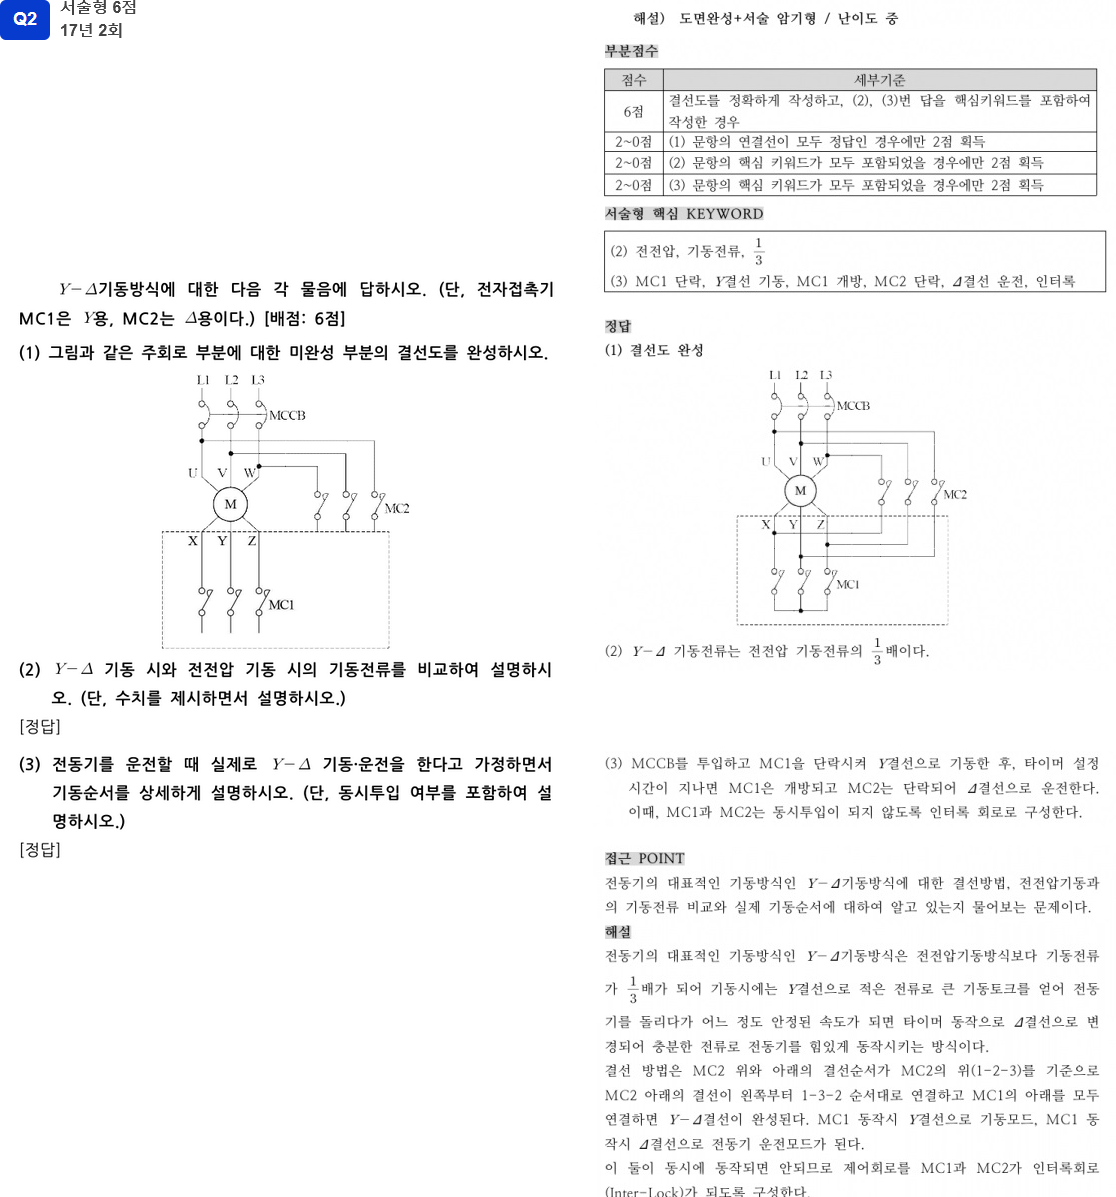 Q2
서술형 6점
17년 2회
Y-Δ기동방식에 대한 다음 각 물음에 답하시오. (단, 전자접촉기
MC1은 Y용, MC2는 Δ용이다.) [배점: 6점]
(1) 그림과 같은 주회로 부분에 대한 미완성 부분의 결선도를 완성하시오.
L1 L2 L3
MCCB
U V W
M
MC2
X Y Z
MC1
(2) Y-Δ 기동 시와 전전압 기동 시의 기동전류를 비교하여 설명하시
오. (단, 수치를 제시하면서 설명하시오.)
[정답]
(3) 전동기를 운전할 때 실제로 Y-Δ 기동·운전을 한다고 가정하면서
기동순서를 상세하게 설명하시오. (단, 동시투입 여부를 포함하여 설
명하시오.)
[정답]
해설) 도면완성+서술 암기형 / 난이도 중
부분점수
점수 세부기준
6점 결선도를 정확하게 작성하고, (2), (3)번 답을 핵심키워드를 포함하여
작성한 경우
2~0점 (1) 문항의 연결선이 모두 정답인 경우에만 2점 획득
2~0점 (2) 문항의 핵심 키워드가 모두 포함되었을 경우에만 2점 획득
2~0점 (3) 문항의 핵심 키워드가 모두 포함되었을 경우에만 2점 획득
서술형 핵심 KEYWORD
(2) 전전압, 기동전류, 1/3
(3) MC1 단락, Y결선 기동, MC1 개방, MC2 단락, Δ결선 운전, 인터록
정답
(1) 결선도 완성
L1 L2 L3
MCCB
U V W
M
MC2
X Y Z
MC1
(2) Y-Δ 기동전류는 전전압 기동전류의 1/3배이다.
(3) MCCB를 투입하고 MC1을 단락시켜 Y결선으로 기동한 후, 타이머 설정
시간이 지나면 MC1은 개방되고 MC2는 단락되어 Δ결선으로 운전한다.
이때, MC1과 MC2는 동시투입이 되지 않도록 인터록 회로로 구성한다.
접근 POINT
전동기의 대표적인 기동방식인 Y-Δ기동방식에 대한 결선방법, 전전압기동과
의 기동전류 비교와 실제 기동순서에 대하여 알고 있는지 물어보는 문제이다.
해설
전동기의 대표적인 기동방식인 Y-Δ기동방식은 전전압기동방식보다 기동전류
가 1/3배가 되어 기동시에는 Y결선으로 적은 전류로 큰 기동토크를 얻어 전동
기를 돌리다가 어느 정도 안정된 속도가 되면 타이머 동작으로 Δ결선으로 변
경되어 충분한 전류로 전동기를 힘있게 동작시키는 방식이다.
결선 방법은 MC2 위와 아래의 결선순서가 MC2의 위(1-2-3)를 기준으로
MC2 아래의 결선이 왼쪽부터 1-3-2 순서대로 연결하고 MC1의 아래를 모두
연결하면 Y-Δ결선이 완성된다. MC1 동작시 Y결선으로 기동모드, MC1 동
작시 Δ결선으로 전동기 운전모드가 된다.
이 둘이 동시에 동작되면 안되므로 제어회로를 MC1과 MC2가 인터록회로
(Inter-Lock)가 되도록 구성한다.